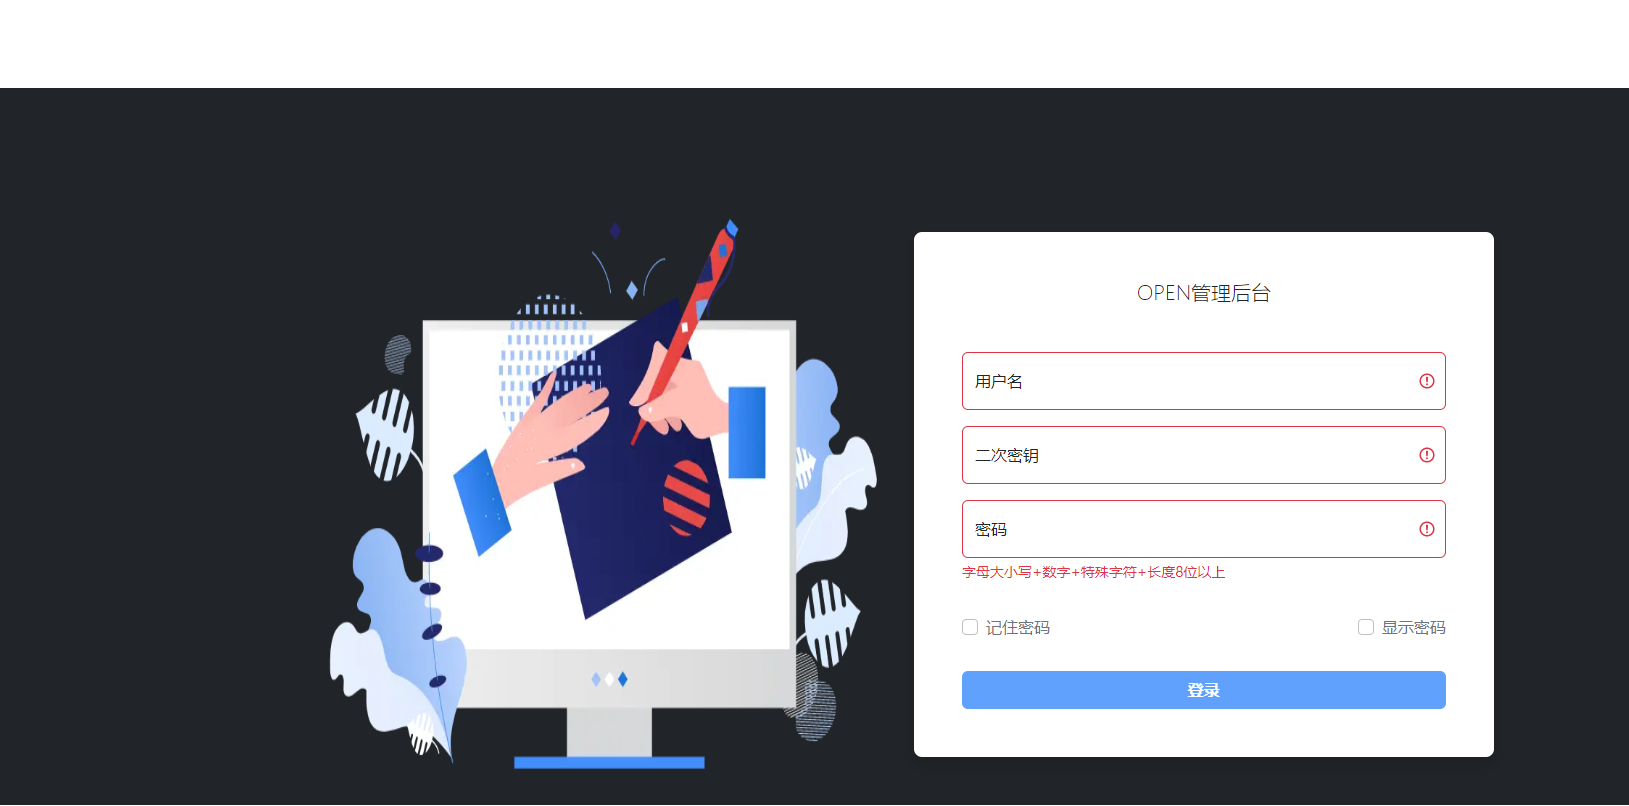 OPEN管理后台
用户名
二次密钥
密码
字母大小写+数字+特殊字符+长度8位以上
记住密码
显示密码
登录